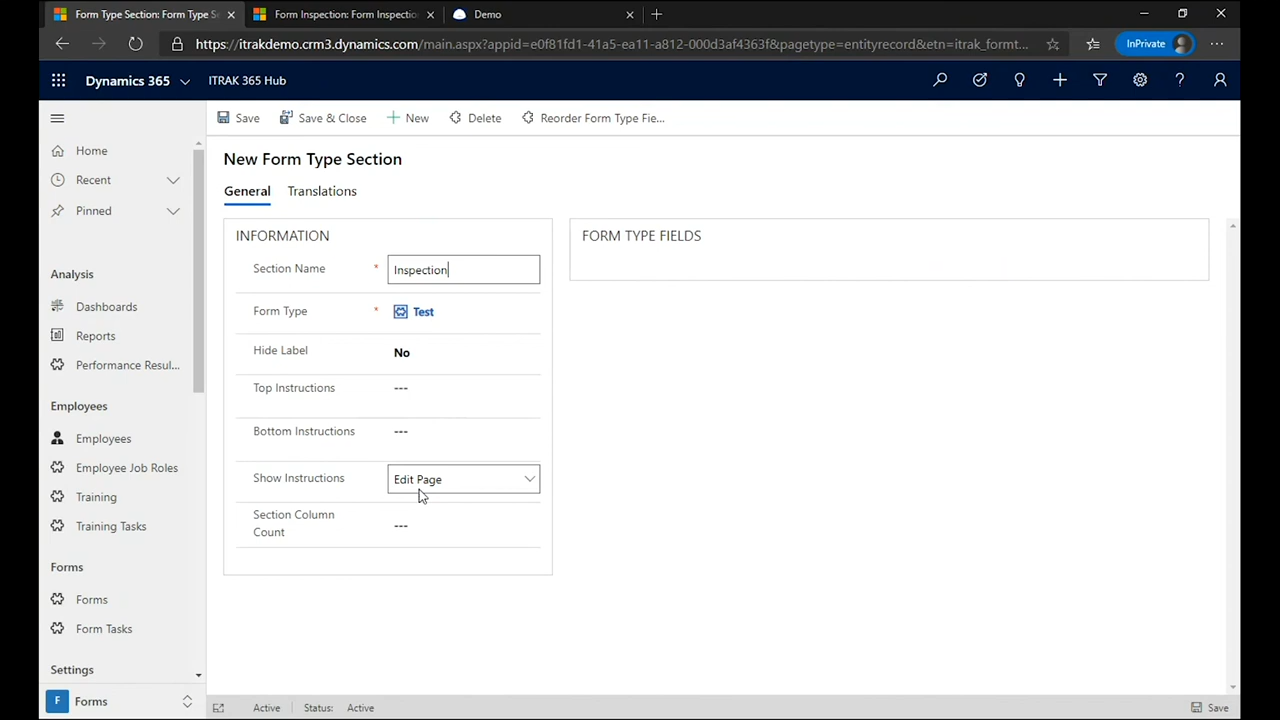 Form Type Section: Form Type S
Form Inspection: Form Inspectio
Demo
https://itrakdemo.crm3.dynamics.com/main.aspx?appid=e0f81fd1-41a5-ea11-a812-000d3af4363f&pagetype=entityrecord&etn=itrak_formt...
InPrivate
Dynamics 365
ITRAK 365 Hub
Save
Save & Close
New
Delete
Reorder Form Type Fie...
Home
Recent
Pinned
Analysis
Dashboards
Reports
Performance Resul...
Employees
Employees
Employee Job Roles
Training
Training Tasks
Forms
Forms
Form Tasks
Settings
F Forms
New Form Type Section
General
Translations
INFORMATION
Section Name * Inspection
Form Type * Test
Hide Label No
Top Instructions ---
Bottom Instructions ---
Show Instructions Edit Page
Section Column
Count ---
FORM TYPE FIELDS
Active
Status: Active
Save